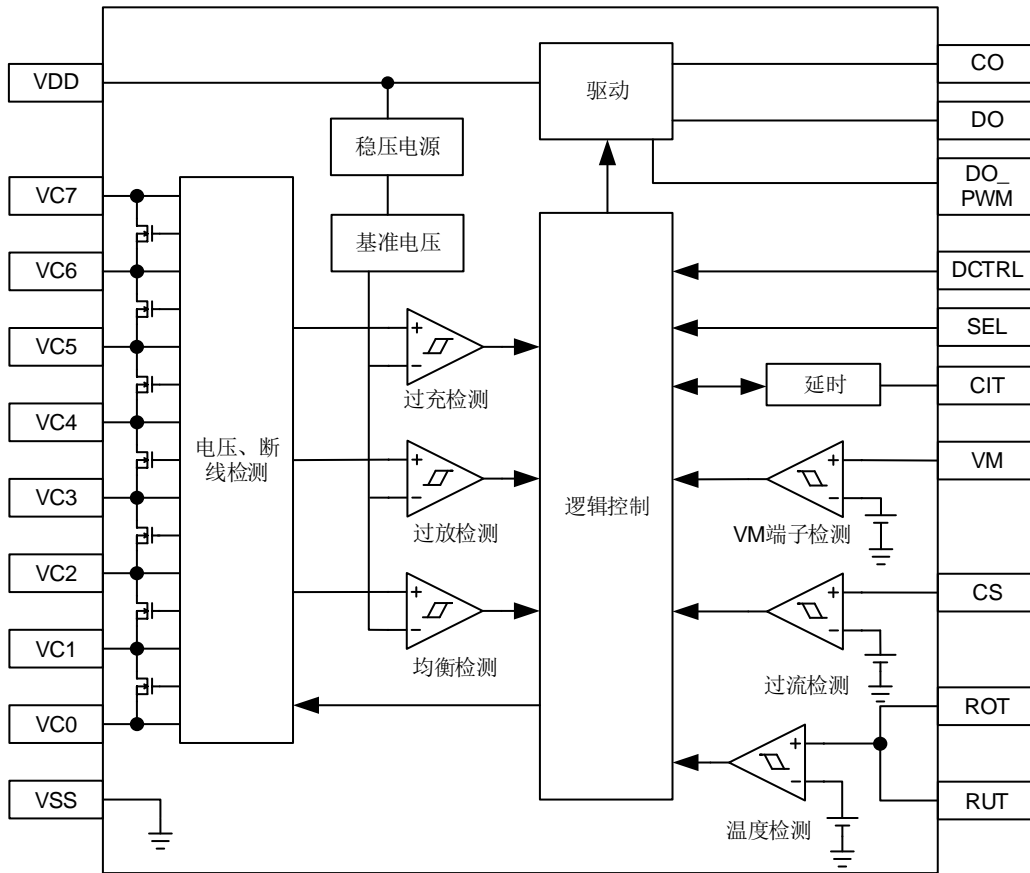 VDD
VC7
VC6
VC5
VC4
VC3
VC2
VC1
VC0
VSS
稳压电源
基准电压
电压、断
线检测
+
−
过充检测
+
−
过放检测
+
−
均衡检测
驱动
逻辑控制
延时
+
−
VM端子检测
+
−
过流检测
+
−
温度检测
CO
DO
DO_
PWM
DCTRL
SEL
CIT
VM
CS
ROT
RUT